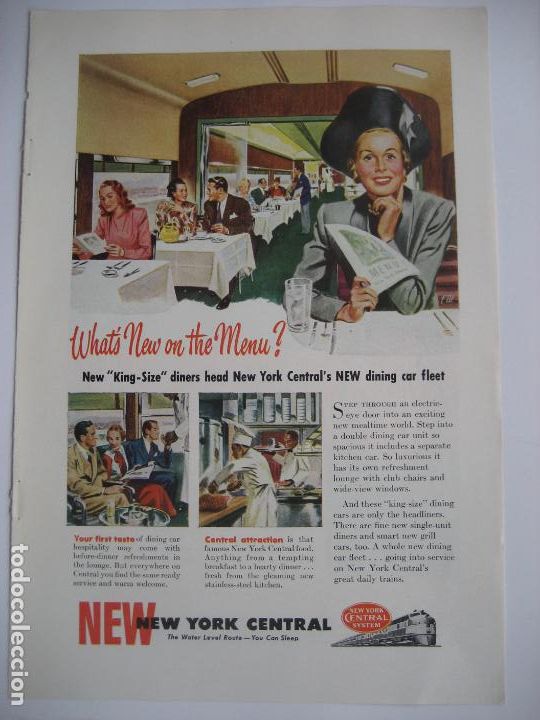 MENU
What's New on the Menu?
New "King-Size" diners head New York Central's NEW dining car fleet
STEP THROUGH an electric-
eye door into an exciting
new mealtime world. Step into
a double dining car unit so
spacious it includes a separate
kitchen car. So luxurious it
has its own refreshment
lounge with club chairs and
wide-view windows.
And these "king-size" dining
cars are only the headliners.
There are fine new single-unit
diners and smart new grill
cars, too. A whole new dining
car fleet . . . going into service
on New York Central's
great daily trains.
Your first taste of dining car
hospitality may come with
before-dinner refreshments in
the lounge. But everywhere on
Central you find the same ready
service and warm welcome.
Central attraction is that
famous New York Central food.
Anything from a tempting
breakfast to a hearty dinner . . .
fresh from the gleaming new
stainless-steel kitchen.
NEW
NEW YORK CENTRAL
The Water Level Route—You Can Sleep
NEW YORK
CENTRAL
SYSTEM
todocoleccion